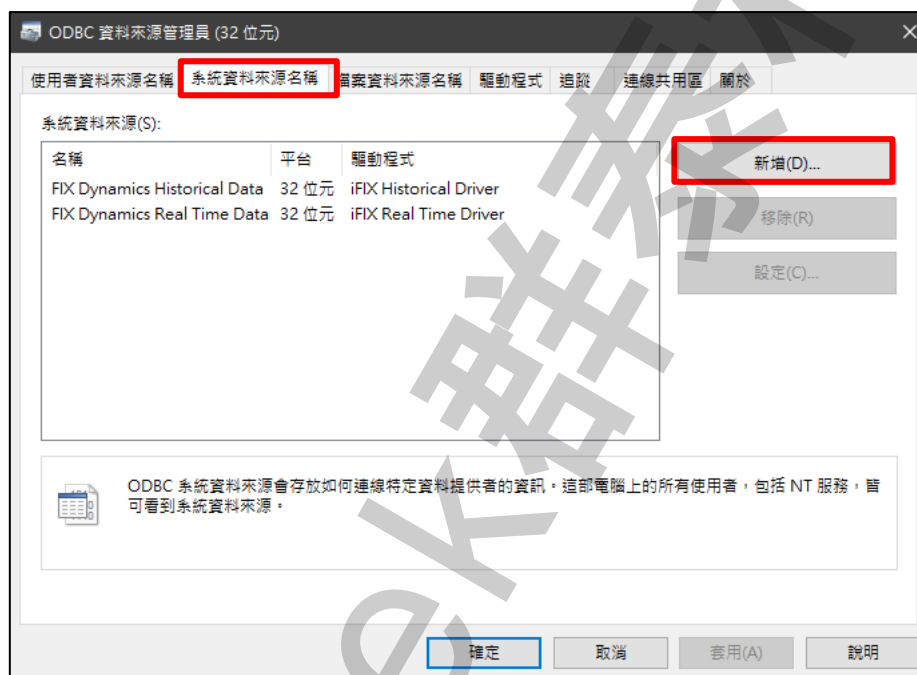 ODBC 資料來源管理員 (32 位元)
使用者資料來源名稱 系統資料來源名稱 檔案資料來源名稱 驅動程式 追蹤 連線共用區 關於
系統資料來源(S):
名稱 平台 驅動程式
FIX Dynamics Historical Data 32 位元 iFIX Historical Driver
FIX Dynamics Real Time Data 32 位元 iFIX Real Time Driver
新增(D)...
移除(R)
設定(C)...
ODBC 系統資料來源會存放如何連線特定資料提供者的資訊。這部電腦上的所有使用者，包括 NT 服務，皆
可看到系統資料來源。
確定 取消 套用(A) 說明
ek群泰